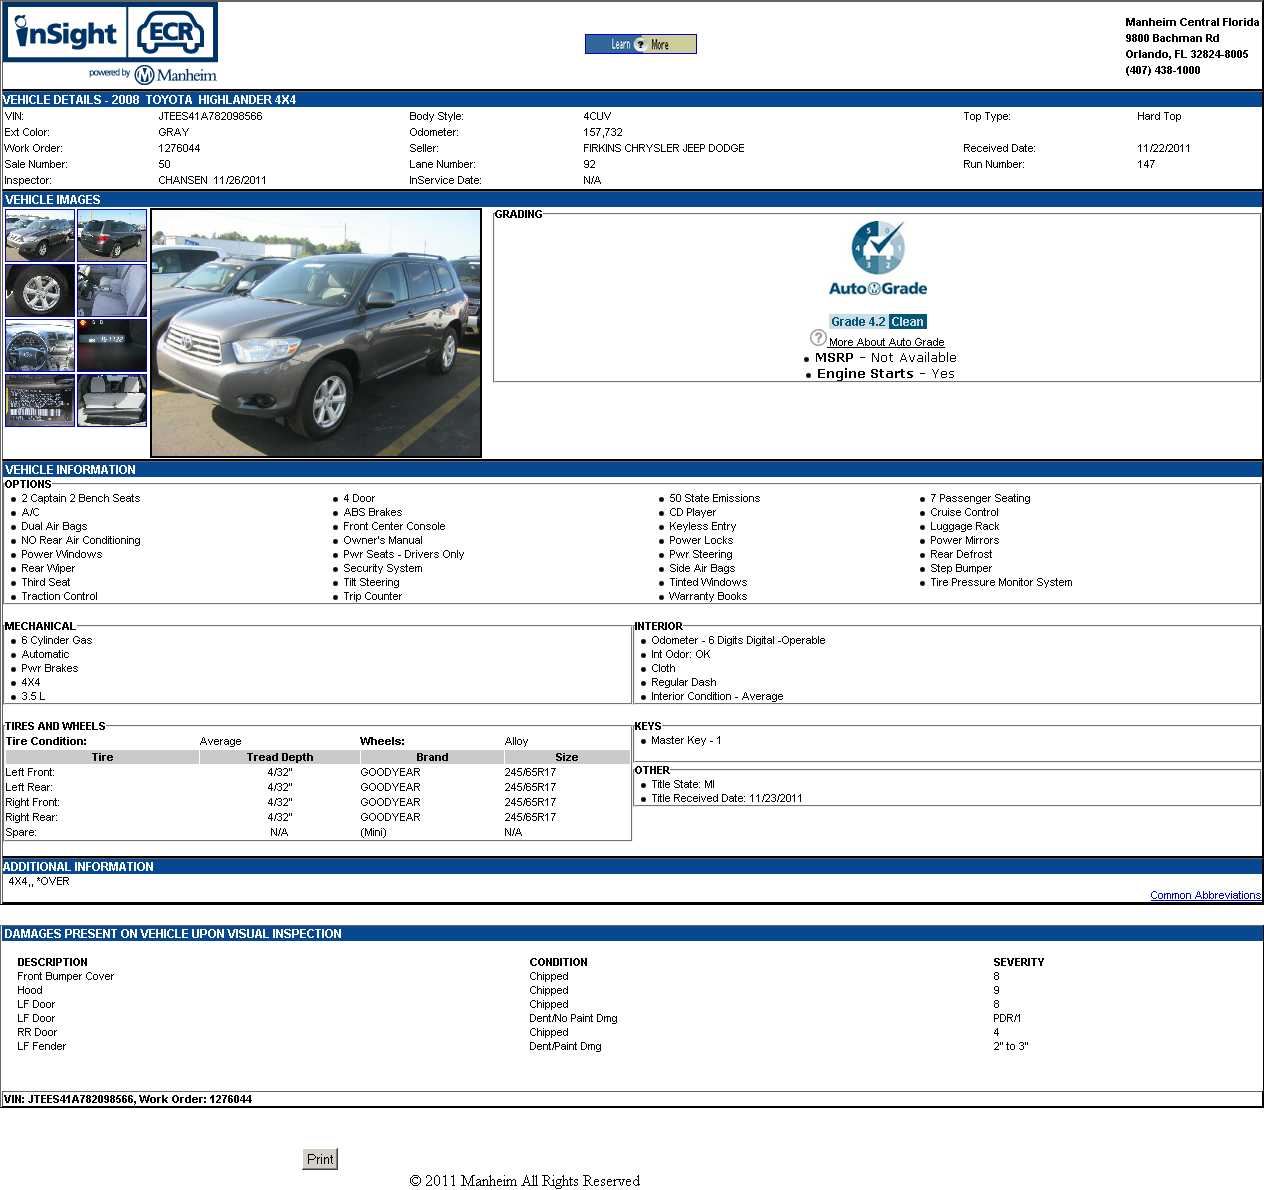 inSight ECR
powered by Manheim
Learn ? More
Manheim Central Florida
9800 Bachman Rd
Orlando, FL 32824-8005
(407) 438-1000
VEHICLE DETAILS - 2008 TOYOTA HIGHLANDER 4X4
VIN: JTEES41A782098566 Body Style: 4CUV Top Type: Hard Top
Ext Color: GRAY Odometer: 157,732
Work Order: 1276044 Seller: FIRKINS CHRYSLER JEEP DODGE Received Date: 11/22/2011
Sale Number: 50 Lane Number: 92 Run Number: 147
Inspector: CHANSEN 11/26/2011 InService Date: N/A
VEHICLE IMAGES
GRADING
5 0 4 1 3 2
AutoGrade
Grade 4.2 Clean
? More About Auto Grade
MSRP - Not Available
Engine Starts - Yes
VEHICLE INFORMATION
OPTIONS
2 Captain 2 Bench Seats 4 Door 50 State Emissions 7 Passenger Seating
A/C ABS Brakes CD Player Cruise Control
Dual Air Bags Front Center Console Keyless Entry Luggage Rack
NO Rear Air Conditioning Owner's Manual Power Locks Power Mirrors
Power Windows Pwr Seats - Drivers Only Pwr Steering Rear Defrost
Rear Wiper Security System Side Air Bags Step Bumper
Third Seat Tilt Steering Tinted Windows Tire Pressure Monitor System
Traction Control Trip Counter Warranty Books
MECHANICAL
6 Cylinder Gas
Automatic
Pwr Brakes
4X4
3.5 L
INTERIOR
Odometer - 6 Digits Digital -Operable
Int Odor: OK
Cloth
Regular Dash
Interior Condition - Average
TIRES AND WHEELS
Tire Condition: Average Wheels: Alloy
Tire Tread Depth Brand Size
Left Front: 4/32" GOODYEAR 245/65R17
Left Rear: 4/32" GOODYEAR 245/65R17
Right Front: 4/32" GOODYEAR 245/65R17
Right Rear: 4/32" GOODYEAR 245/65R17
Spare: N/A (Mini) N/A
KEYS
Master Key - 1
OTHER
Title State: MI
Title Received Date: 11/23/2011
ADDITIONAL INFORMATION
4X4,, *OVER
Common Abbreviations
DAMAGES PRESENT ON VEHICLE UPON VISUAL INSPECTION
DESCRIPTION CONDITION SEVERITY
Front Bumper Cover Chipped 8
Hood Chipped 9
LF Door Chipped 8
LF Door Dent/No Paint Dmg PDR/1
RR Door Chipped 4
LF Fender Dent/Paint Dmg 2" to 3"
VIN: JTEES41A782098566, Work Order: 1276044
Print
© 2011 Manheim All Rights Reserved